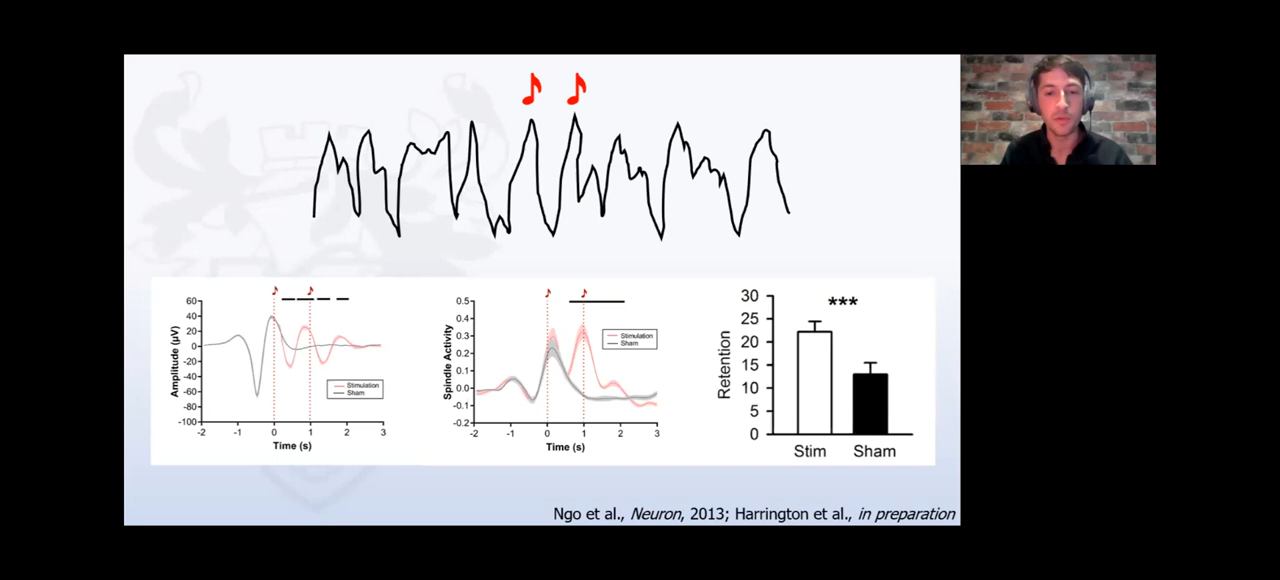 60
40
20
0
-20
-40
-60
-80
-100
Amplitude (µV)
Stimulation
Sham
-2 -1 0 1 2 3
Time (s)
0.5
0.4
0.3
0.2
0.1
0.0
-0.1
-0.2
Spindle Activity
Stimulation
Sham
-2 -1 0 1 2 3
Time (s)
30
25
20
15
10
5
0
Retention
***
Stim Sham
Ngo et al., Neuron, 2013; Harrington et al., in preparation